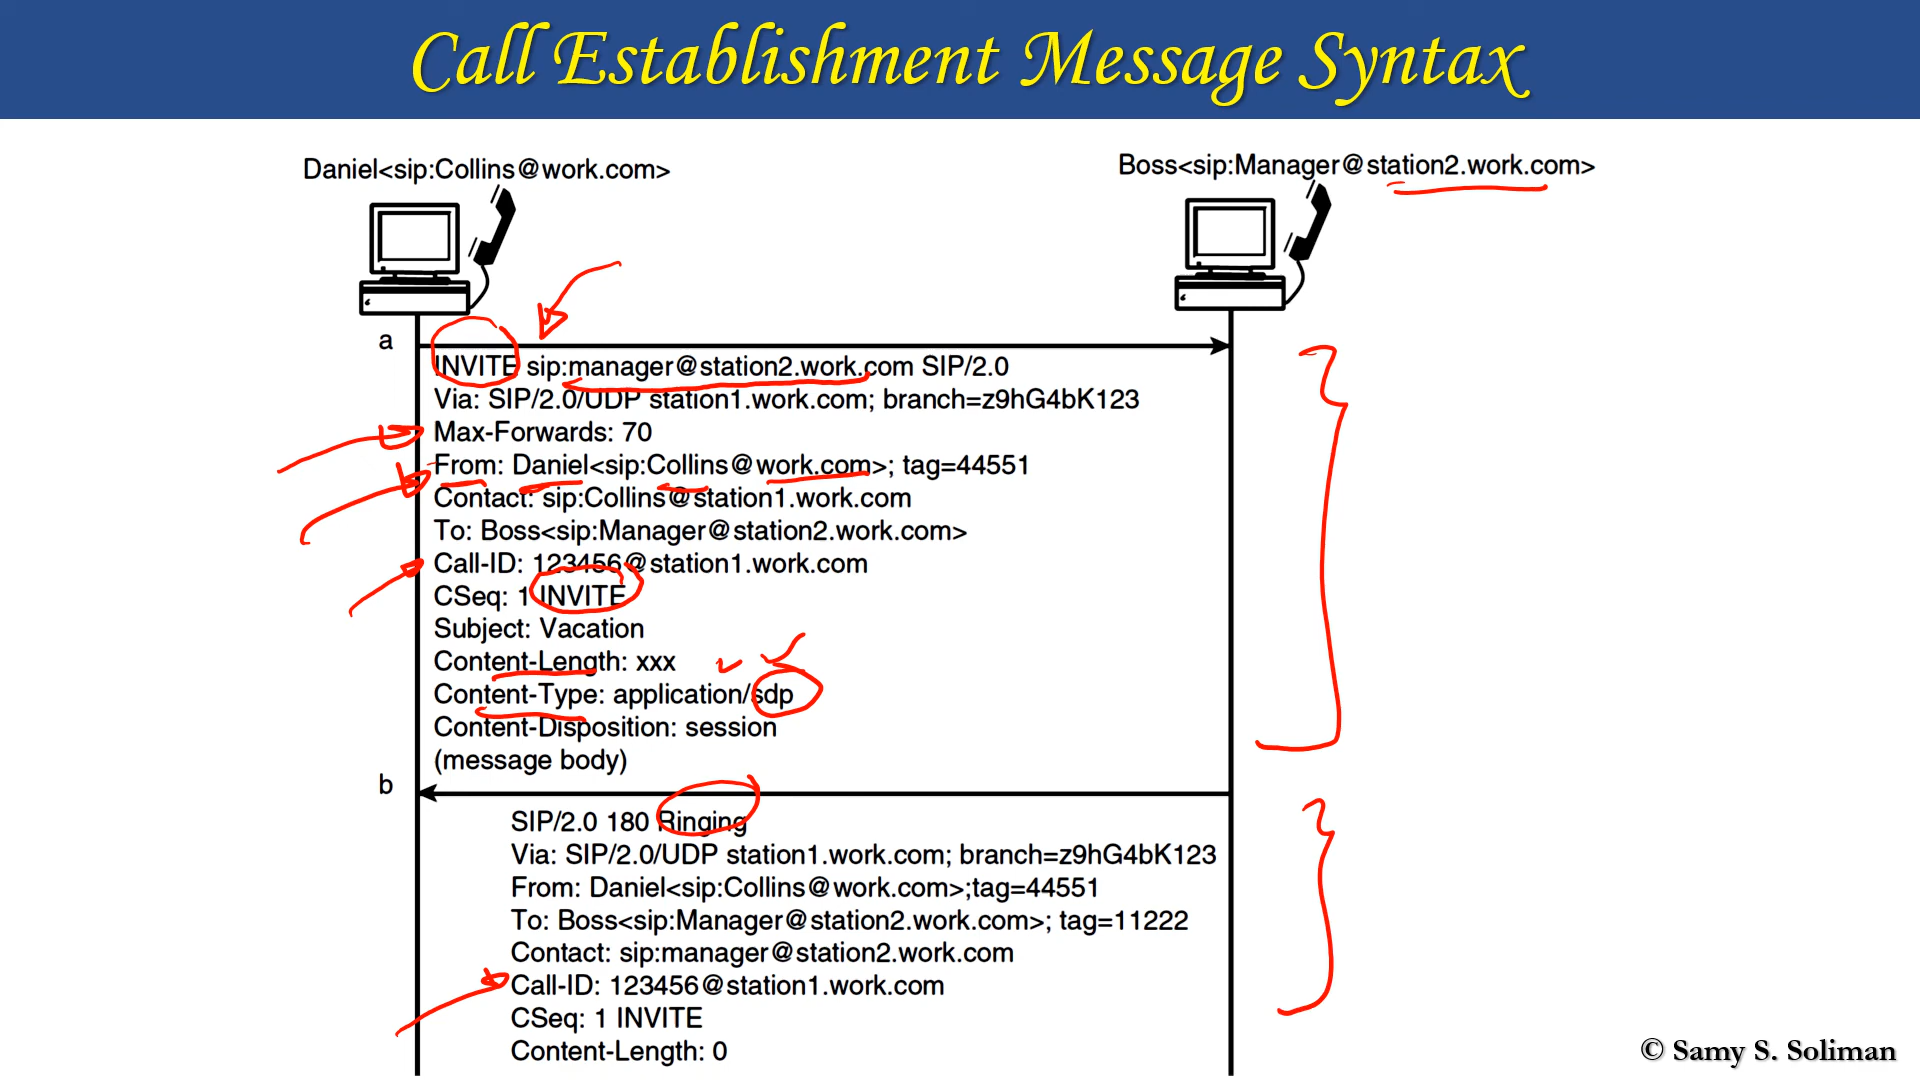 Call Establishment Message Syntax
Daniel<sip:Collins@work.com>
Boss<sip:Manager@station2.work.com>
a
INVITE sip:manager@station2.work.com SIP/2.0
Via: SIP/2.0/UDP station1.work.com; branch=z9hG4bK123
Max-Forwards: 70
From: Daniel<sip:Collins@work.com>; tag=44551
Contact: sip:Collins@station1.work.com
To: Boss<sip:Manager@station2.work.com>
Call-ID: 123456@station1.work.com
CSeq: 1 INVITE
Subject: Vacation
Content-Length: xxx
Content-Type: application/sdp
Content-Disposition: session
(message body)
b
SIP/2.0 180 Ringing
Via: SIP/2.0/UDP station1.work.com; branch=z9hG4bK123
From: Daniel<sip:Collins@work.com>;tag=44551
To: Boss<sip:Manager@station2.work.com>; tag=11222
Contact: sip:manager@station2.work.com
Call-ID: 123456@station1.work.com
CSeq: 1 INVITE
Content-Length: 0
© Samy S. Soliman